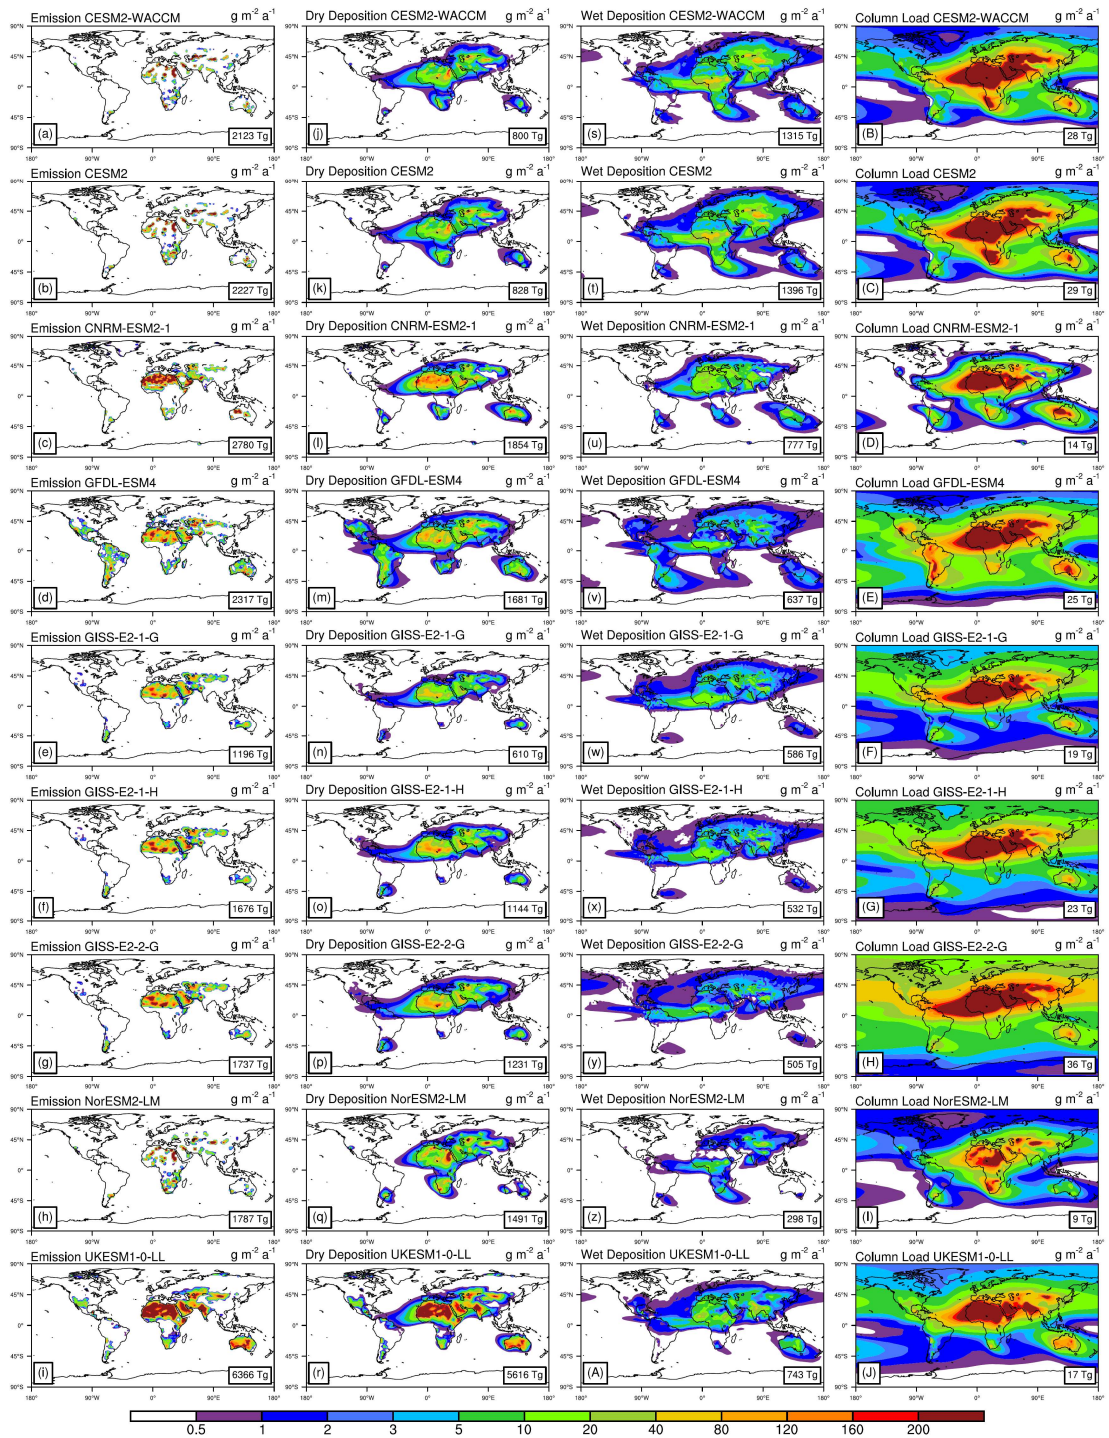 Emission CESM2-WACCM g m-2 a-1
(a) 2123 Tg
Dry Deposition CESM2-WACCM g m-2 a-1
(j) 800 Tg
Wet Deposition CESM2-WACCM g m-2 a-1
(s) 1315 Tg
Column Load CESM2-WACCM g m-2 a-1
(B) 28 Tg
Emission CESM2 g m-2 a-1
(b) 2227 Tg
Dry Deposition CESM2 g m-2 a-1
(k) 828 Tg
Wet Deposition CESM2 g m-2 a-1
(t) 1396 Tg
Column Load CESM2 g m-2 a-1
(C) 29 Tg
Emission CNRM-ESM2-1 g m-2 a-1
(c) 2780 Tg
Dry Deposition CNRM-ESM2-1 g m-2 a-1
(l) 1854 Tg
Wet Deposition CNRM-ESM2-1 g m-2 a-1
(u) 777 Tg
Column Load CNRM-ESM2-1 g m-2 a-1
(D) 14 Tg
Emission GFDL-ESM4 g m-2 a-1
(d) 2317 Tg
Dry Deposition GFDL-ESM4 g m-2 a-1
(m) 1681 Tg
Wet Deposition GFDL-ESM4 g m-2 a-1
(v) 637 Tg
Column Load GFDL-ESM4 g m-2 a-1
(E) 25 Tg
Emission GISS-E2-1-G g m-2 a-1
(e) 1196 Tg
Dry Deposition GISS-E2-1-G g m-2 a-1
(n) 610 Tg
Wet Deposition GISS-E2-1-G g m-2 a-1
(w) 586 Tg
Column Load GISS-E2-1-G g m-2 a-1
(F) 19 Tg
Emission GISS-E2-1-H g m-2 a-1
(f) 1676 Tg
Dry Deposition GISS-E2-1-H g m-2 a-1
(o) 1144 Tg
Wet Deposition GISS-E2-1-H g m-2 a-1
(x) 532 Tg
Column Load GISS-E2-1-H g m-2 a-1
(G) 23 Tg
Emission GISS-E2-2-G g m-2 a-1
(g) 1737 Tg
Dry Deposition GISS-E2-2-G g m-2 a-1
(p) 1231 Tg
Wet Deposition GISS-E2-2-G g m-2 a-1
(y) 505 Tg
Column Load GISS-E2-2-G g m-2 a-1
(H) 36 Tg
Emission NorESM2-LM g m-2 a-1
(h) 1787 Tg
Dry Deposition NorESM2-LM g m-2 a-1
(q) 1491 Tg
Wet Deposition NorESM2-LM g m-2 a-1
(z) 298 Tg
Column Load NorESM2-LM g m-2 a-1
(I) 9 Tg
Emission UKESM1-0-LL g m-2 a-1
(i) 6366 Tg
Dry Deposition UKESM1-0-LL g m-2 a-1
(r) 5616 Tg
Wet Deposition UKESM1-0-LL g m-2 a-1
(A) 743 Tg
Column Load UKESM1-0-LL g m-2 a-1
(J) 17 Tg
90°N
45°N
0°
45°S
90°S
180° 90°W 0° 90°E 180°
0.5 1 2 3 5 10 20 40 80 120 160 200